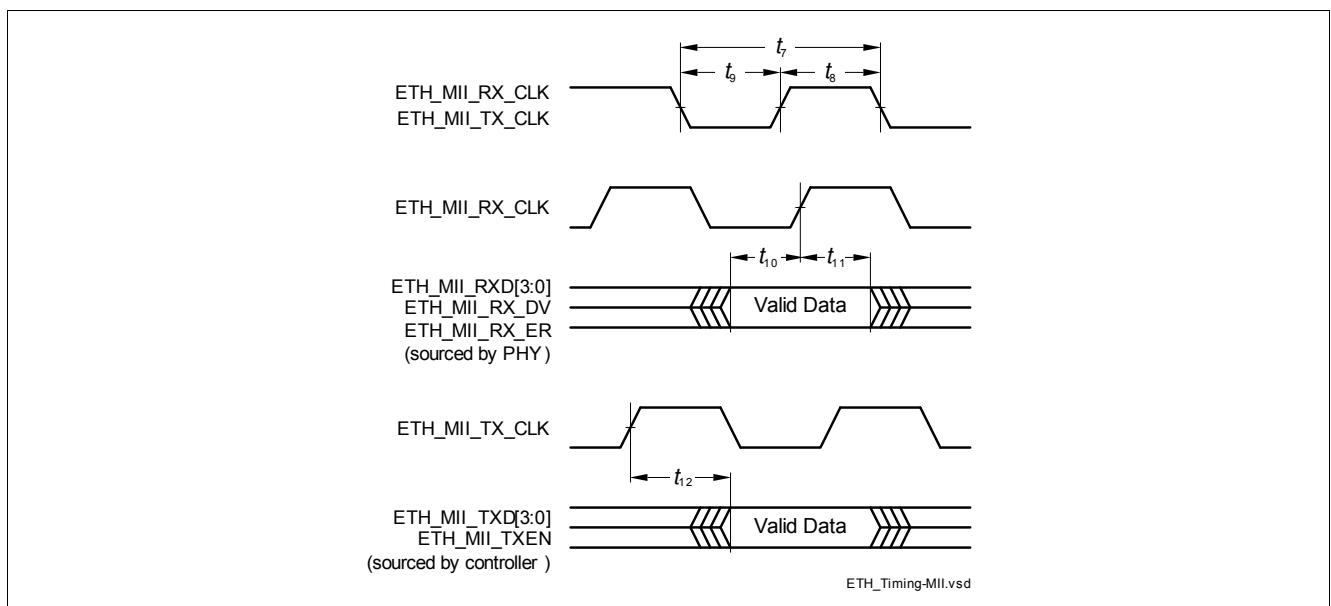 t7
t9 t8
ETH_MII_RX_CLK
ETH_MII_TX_CLK
ETH_MII_RX_CLK
t10 t11
ETH_MII_RXD[3:0]
ETH_MII_RX_DV
ETH_MII_RX_ER
(sourced by PHY )
Valid Data
ETH_MII_TX_CLK
t12
ETH_MII_TXD[3:0]
ETH_MII_TXEN
(sourced by controller )
Valid Data
ETH_Timing-MII.vsd